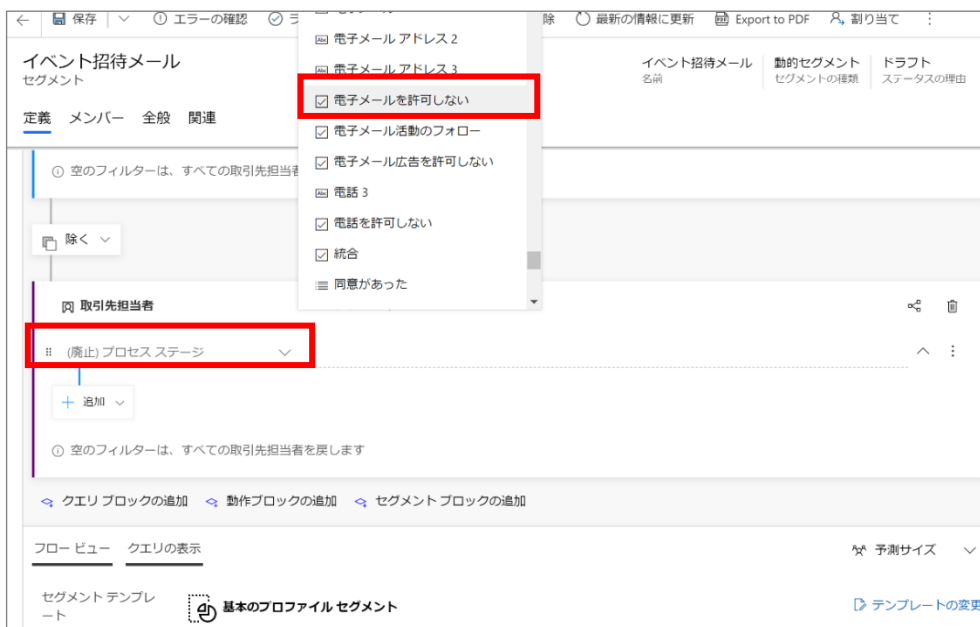 保存 エラーの確認 ラ 除 最新の情報に更新 Export to PDF 割り当て
電子メール アドレス 2
電子メール アドレス 3
電子メールを許可しない
電子メール活動のフォロー
電子メール広告を許可しない
電話 3
電話を許可しない
統合
同意があった
イベント招待メール
セグメント
イベント招待メール 動的セグメント ドラフト
名前 セグメントの種類 ステータスの理由
定義 メンバー 全般 関連
空のフィルターは、すべての取引先担当者
除く
取引先担当者
(廃止) プロセス ステージ
追加
空のフィルターは、すべての取引先担当者を戻します
クエリ ブロックの追加 動作ブロックの追加 セグメント ブロックの追加
フロー ビュー クエリの表示 予測サイズ
セグメント テンプレ
ート
基本のプロファイル セグメント テンプレートの変更